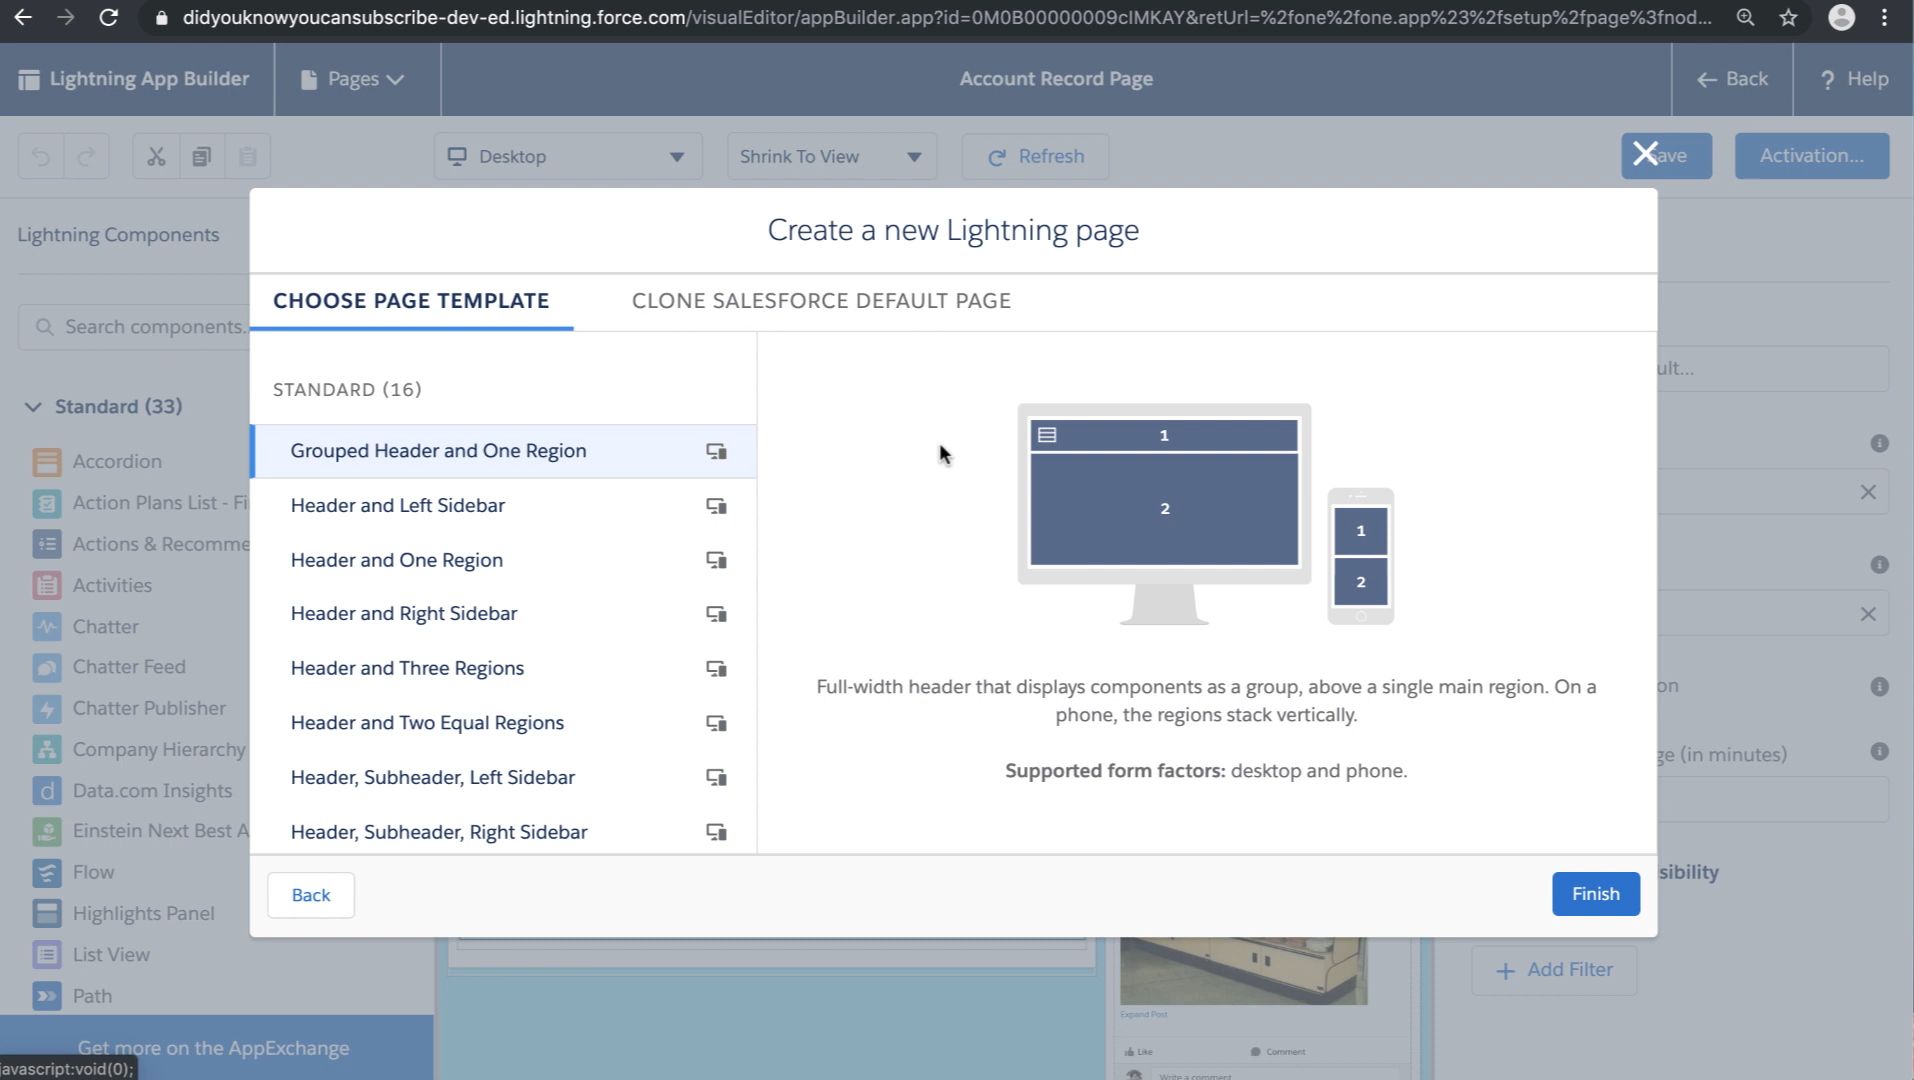 didyouknowyoucansubscribe-dev-ed.lightning.force.com/visualEditor/appBuilder.app?id=0M0B00000009cIMKAY&retUrl=%2fone%2fone.app%23%2fsetup%2fpage%3fnod...
Lightning App Builder
Pages
Account Record Page
Back
? Help
Desktop
Shrink To View
Refresh
ave
Activation...
Lightning Components
Search components.
Standard (33)
Accordion
Action Plans List - Fi
Actions & Recomme
Activities
Chatter
Chatter Feed
Chatter Publisher
Company Hierarchy
d Data.com Insights
Einstein Next Best A
Flow
Highlights Panel
List View
Path
Get more on the AppExchange
javascript:void(0);
Create a new Lightning page
CHOOSE PAGE TEMPLATE
CLONE SALESFORCE DEFAULT PAGE
STANDARD (16)
Grouped Header and One Region
Header and Left Sidebar
Header and One Region
Header and Right Sidebar
Header and Three Regions
Header and Two Equal Regions
Header, Subheader, Left Sidebar
Header, Subheader, Right Sidebar
1
2
1
2
Full-width header that displays components as a group, above a single main region. On a
phone, the regions stack vertically.
Supported form factors: desktop and phone.
Back
Finish
ult...
on
ge (in minutes)
sibility
+ Add Filter
Expand Post
Like
Comment
Write a comment